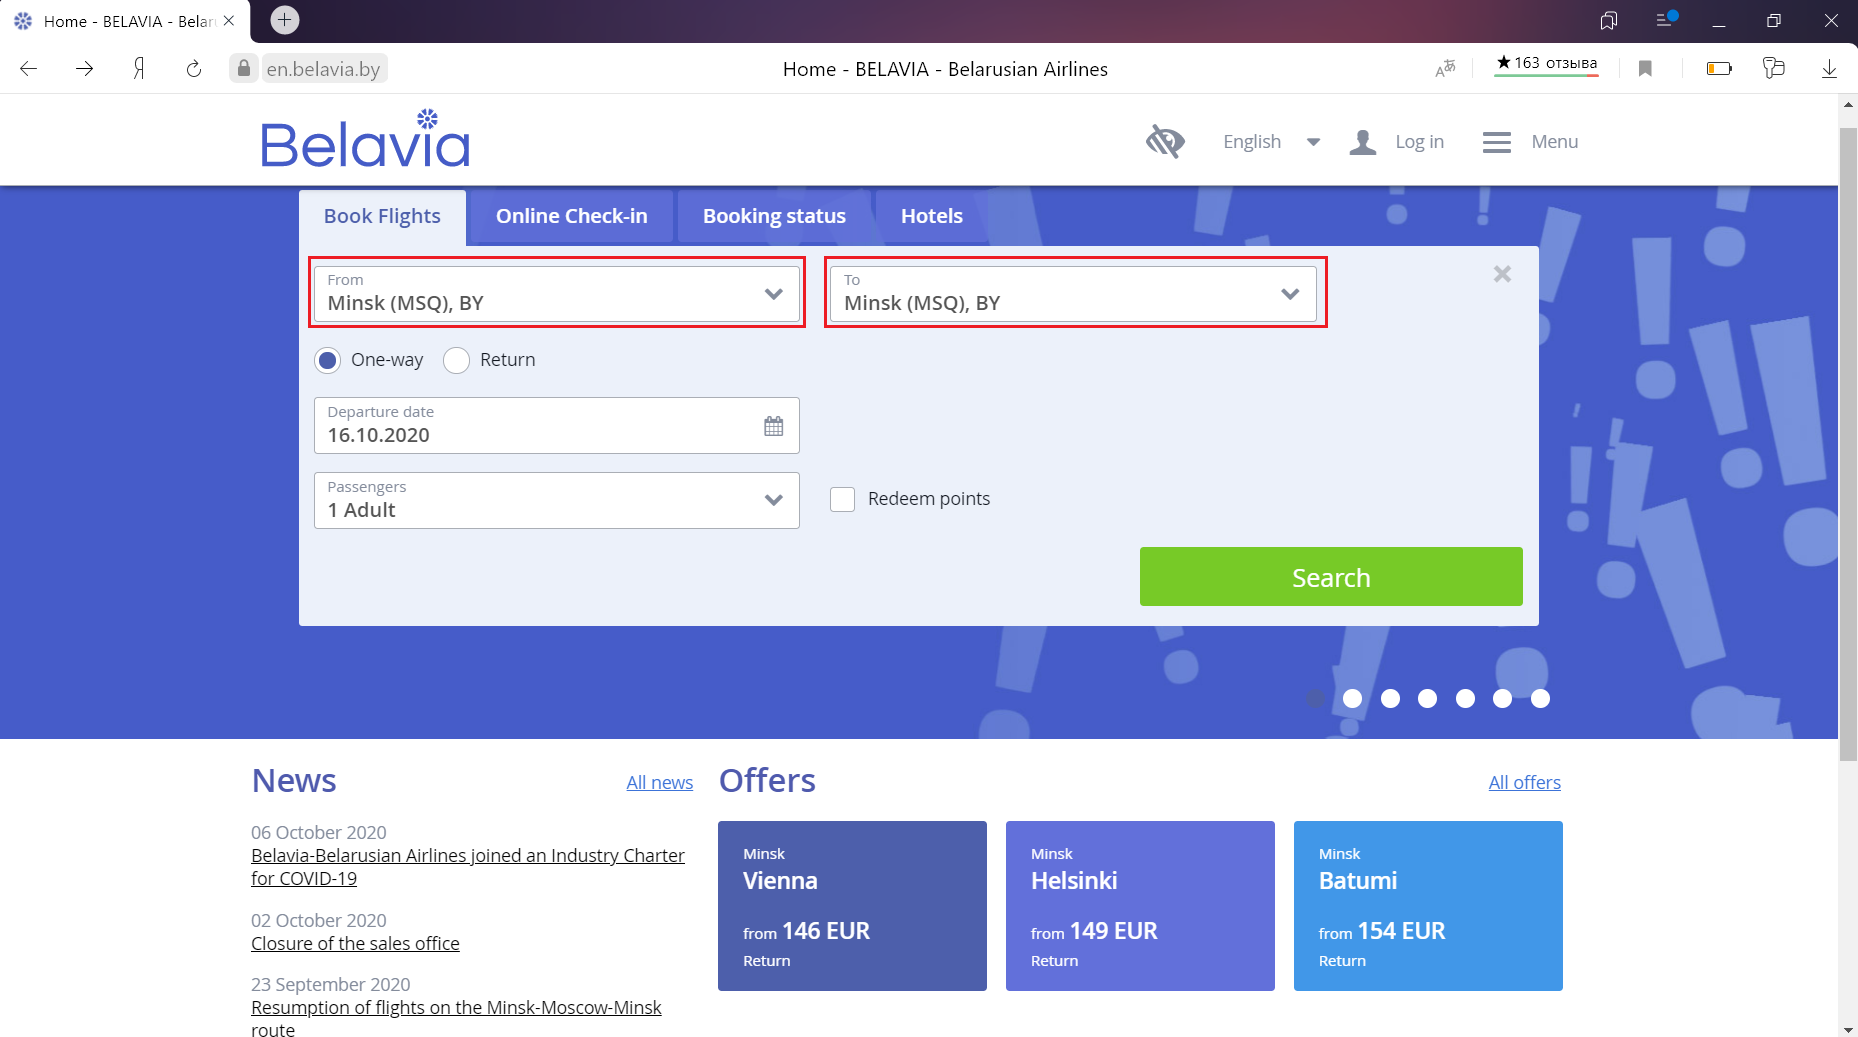 Home - BELAVIA - Belaru
en.belavia.by
Home - BELAVIA - Belarusian Airlines
★ 163 отзыва
Belavia
English
Log in
Menu
Book Flights
Online Check-in
Booking status
Hotels
From
Minsk (MSQ), BY
To
Minsk (MSQ), BY
One-way
Return
Departure date
16.10.2020
Passengers
1 Adult
Redeem points
Search
News
All news
06 October 2020
Belavia-Belarusian Airlines joined an Industry Charter
for COVID-19
02 October 2020
Closure of the sales office
23 September 2020
Resumption of flights on the Minsk-Moscow-Minsk
route
Offers
All offers
Minsk
Vienna
from 146 EUR
Return
Minsk
Helsinki
from 149 EUR
Return
Minsk
Batumi
from 154 EUR
Return